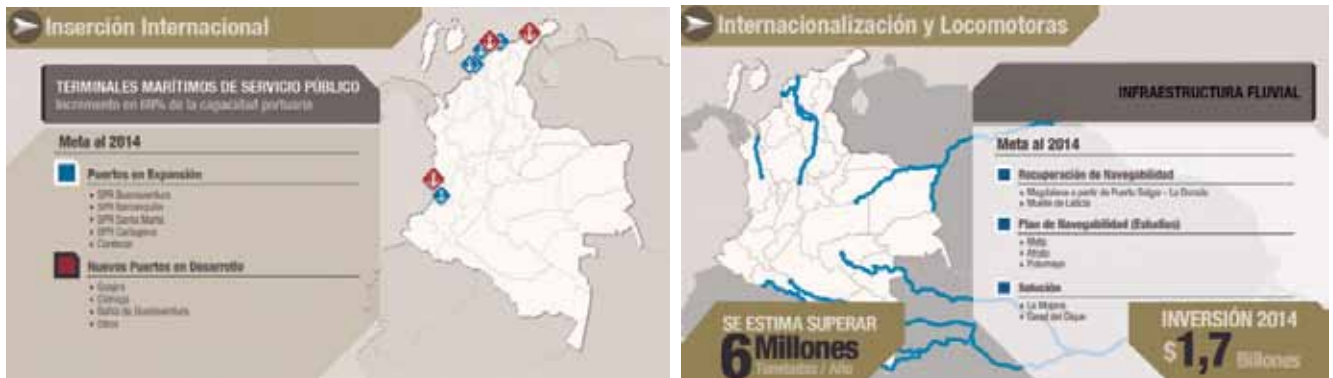 Inserción Internacional
TERMINALES MARÍTIMOS DE SERVICIO PÚBLICO
Incremento en de la capacidad portuaria
Meta al 2014
Puertos en Expansión
SPR Buenaventura
SPR Barranquilla
SPR Santa Marta
SPR Cartagena
Contecar
Nuevos Puertos en Desarrollo
Guajira
Ciénaga
Bahía de Buenaventura
Otros
Internacionalización y Locomotoras
INFRAESTRUCTURA FLUVIAL
Meta al 2014
Recuperación de Navegabilidad
Magdalena a partir de Puerto Salgar - La Dorada
Muelle de Leticia
Plan de Navegabilidad (Estudios)
Meta
Atrato
Putumayo
Solución
La Mojana
Canal del Dique
SE ESTIMA SUPERAR
6 Millones
Toneladas / Año
INVERSIÓN 2014
$1,7 Billones